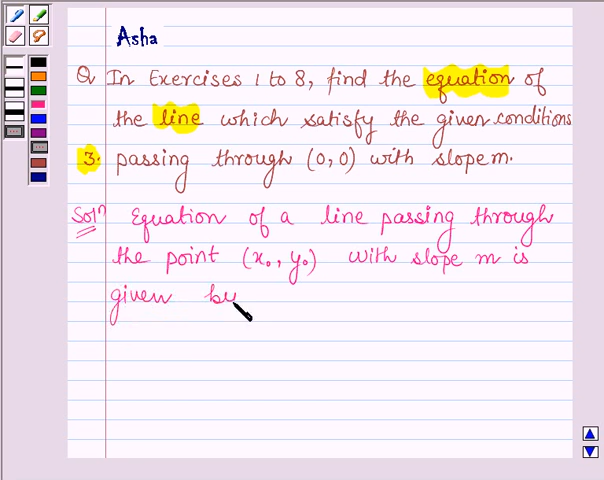 Asha
Q In Exercises 1 to 8, find the equation of
the line which satisfy the given conditions
3. passing through (0, 0) with slope m.
Solⁿ Equation of a line passing through
the point (x₀, y₀) with slope m is
given by